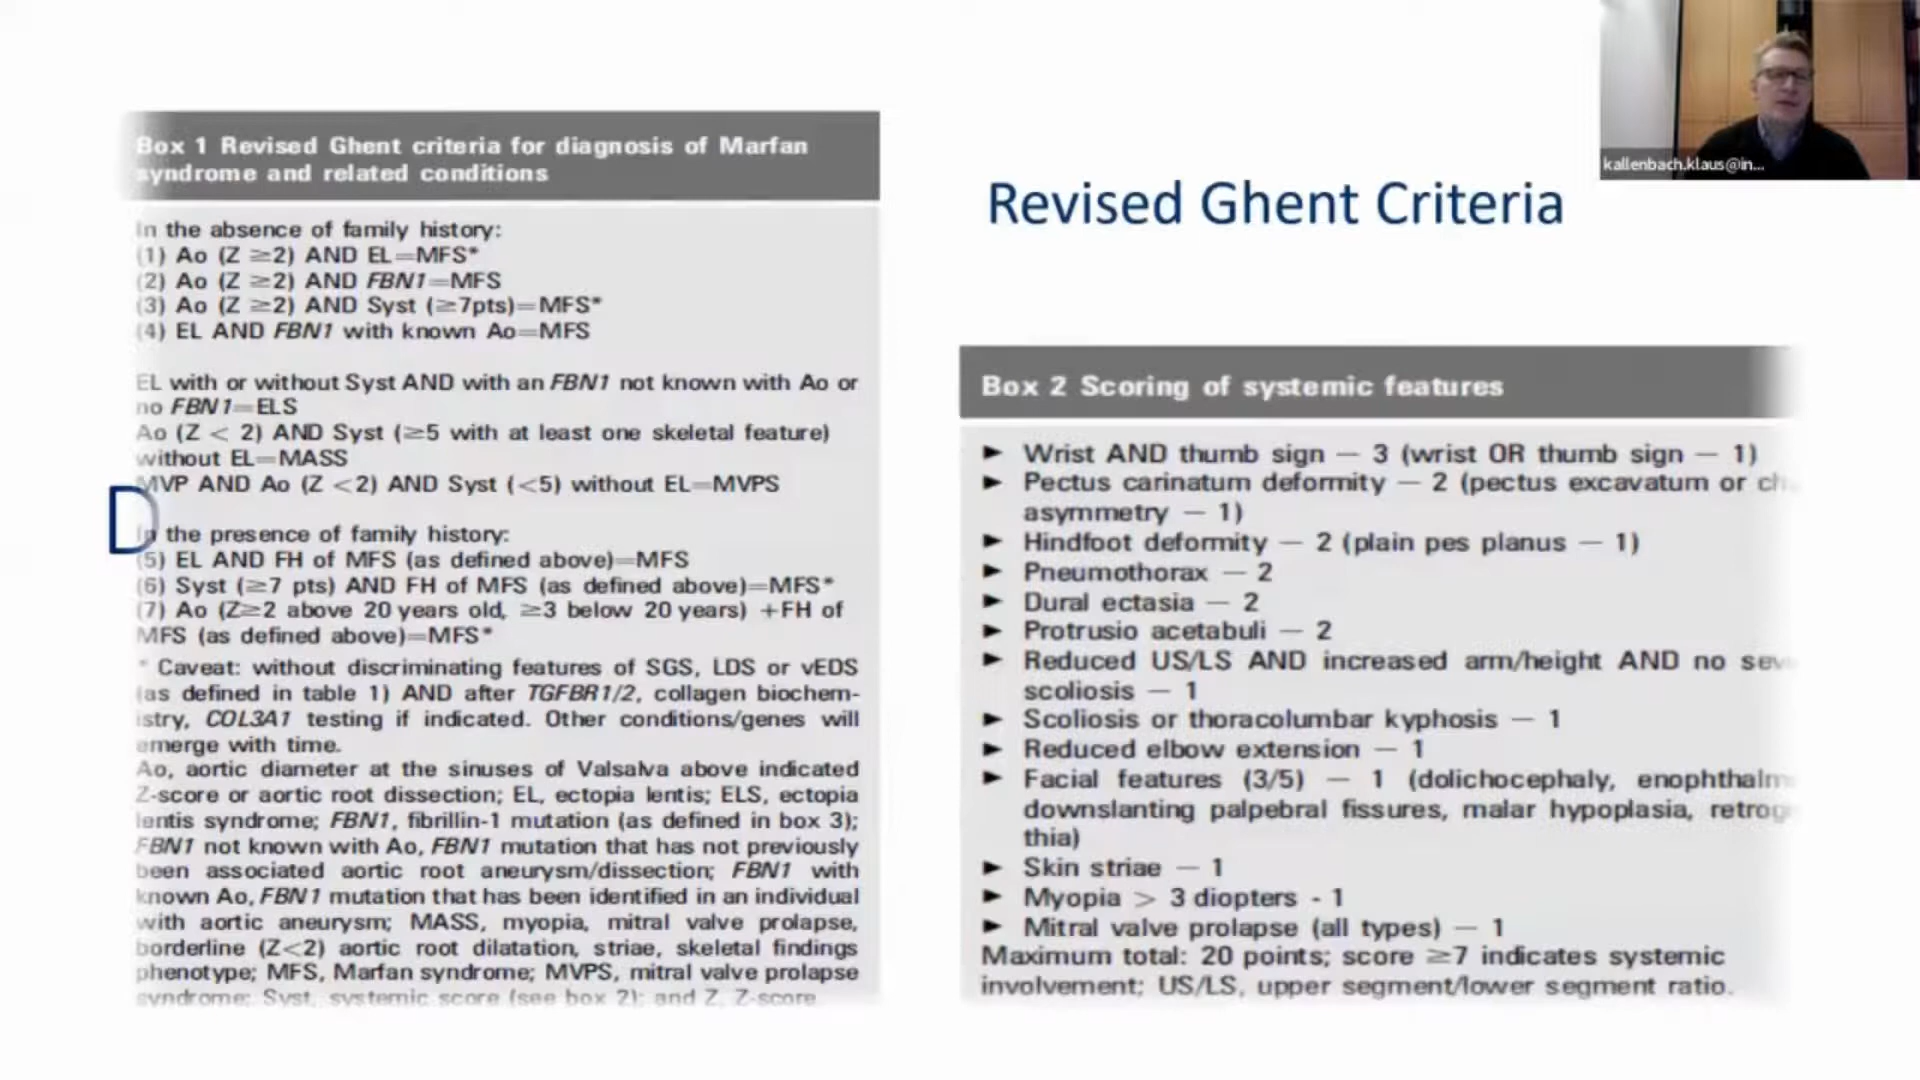 Box 1 Revised Ghent criteria for diagnosis of Marfan
syndrome and related conditions
In the absence of family history:
(1) Ao (Z ≥2) AND EL=MFS*
(2) Ao (Z ≥2) AND FBN1=MFS
(3) Ao (Z ≥2) AND Syst (≥7pts)=MFS*
(4) EL AND FBN1 with known Ao=MFS
EL with or without Syst AND with an FBN1 not known with Ao or
no FBN1=ELS
Ao (Z < 2) AND Syst (≥5 with at least one skeletal feature)
without EL=MASS
MVP AND Ao (Z <2) AND Syst (<5) without EL=MVPS
D
In the presence of family history:
(5) EL AND FH of MFS (as defined above)=MFS
(6) Syst (≥7 pts) AND FH of MFS (as defined above)=MFS*
(7) Ao (Z≥2 above 20 years old, ≥3 below 20 years) +FH of
MFS (as defined above)=MFS*
* Caveat: without discriminating features of SGS, LDS or vEDS
(as defined in table 1) AND after TGFBR1/2, collagen biochem-
istry, COL3A1 testing if indicated. Other conditions/genes will
emerge with time.
Ao, aortic diameter at the sinuses of Valsalva above indicated
Z-score or aortic root dissection; EL, ectopia lentis; ELS, ectopia
lentis syndrome; FBN1, fibrillin-1 mutation (as defined in box 3);
FBN1 not known with Ao, FBN1 mutation that has not previously
been associated aortic root aneurysm/dissection; FBN1 with
known Ao, FBN1 mutation that has been identified in an individual
with aortic aneurysm; MASS, myopia, mitral valve prolapse,
borderline (Z<2) aortic root dilatation, striae, skeletal findings
phenotype; MFS, Marfan syndrome; MVPS, mitral valve prolapse
syndrome; Syst, systemic score (see box 2); and Z, Z-score
kallenbach.klaus@in...
Revised Ghent Criteria
Box 2 Scoring of systemic features
► Wrist AND thumb sign — 3 (wrist OR thumb sign — 1)
► Pectus carinatum deformity — 2 (pectus excavatum or
asymmetry — 1)
► Hindfoot deformity — 2 (plain pes planus — 1)
► Pneumothorax — 2
► Dural ectasia — 2
► Protrusio acetabuli — 2
► Reduced US/LS AND increased arm/height AND no
scoliosis — 1
► Scoliosis or thoracolumbar kyphosis — 1
► Reduced elbow extension — 1
► Facial features (3/5) — 1 (dolichocephaly, enophthalm
downslanting palpebral fissures, malar hypoplasia, retrog
thia)
► Skin striae — 1
► Myopia > 3 diopters - 1
► Mitral valve prolapse (all types) — 1
Maximum total: 20 points; score ≥7 indicates systemic
involvement; US/LS, upper segment/lower segment ratio.